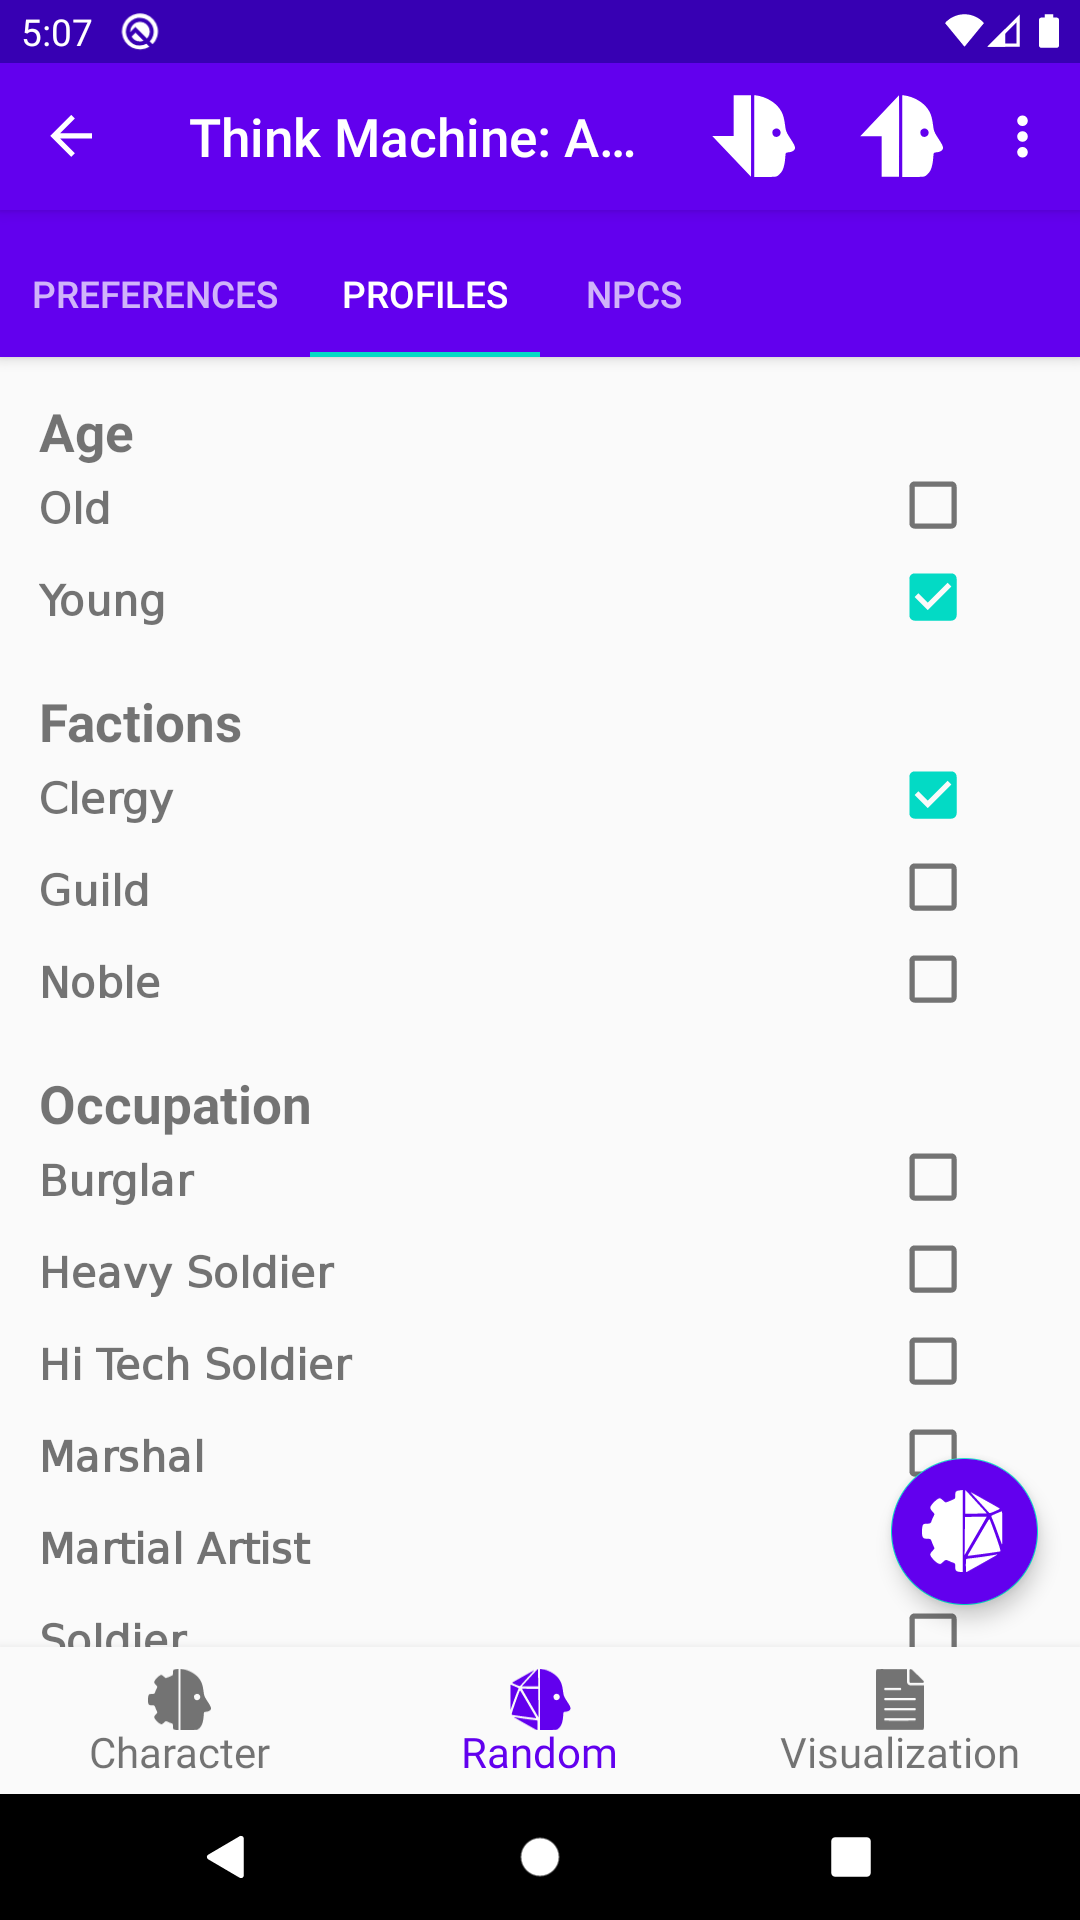 5:07
Think Machine: A...
PREFERENCES PROFILES NPCS
Age
Old
Young
Factions
Clergy
Guild
Noble
Occupation
Burglar
Heavy Soldier
Hi Tech Soldier
Marshal
Martial Artist
Soldier
Character Random Visualization